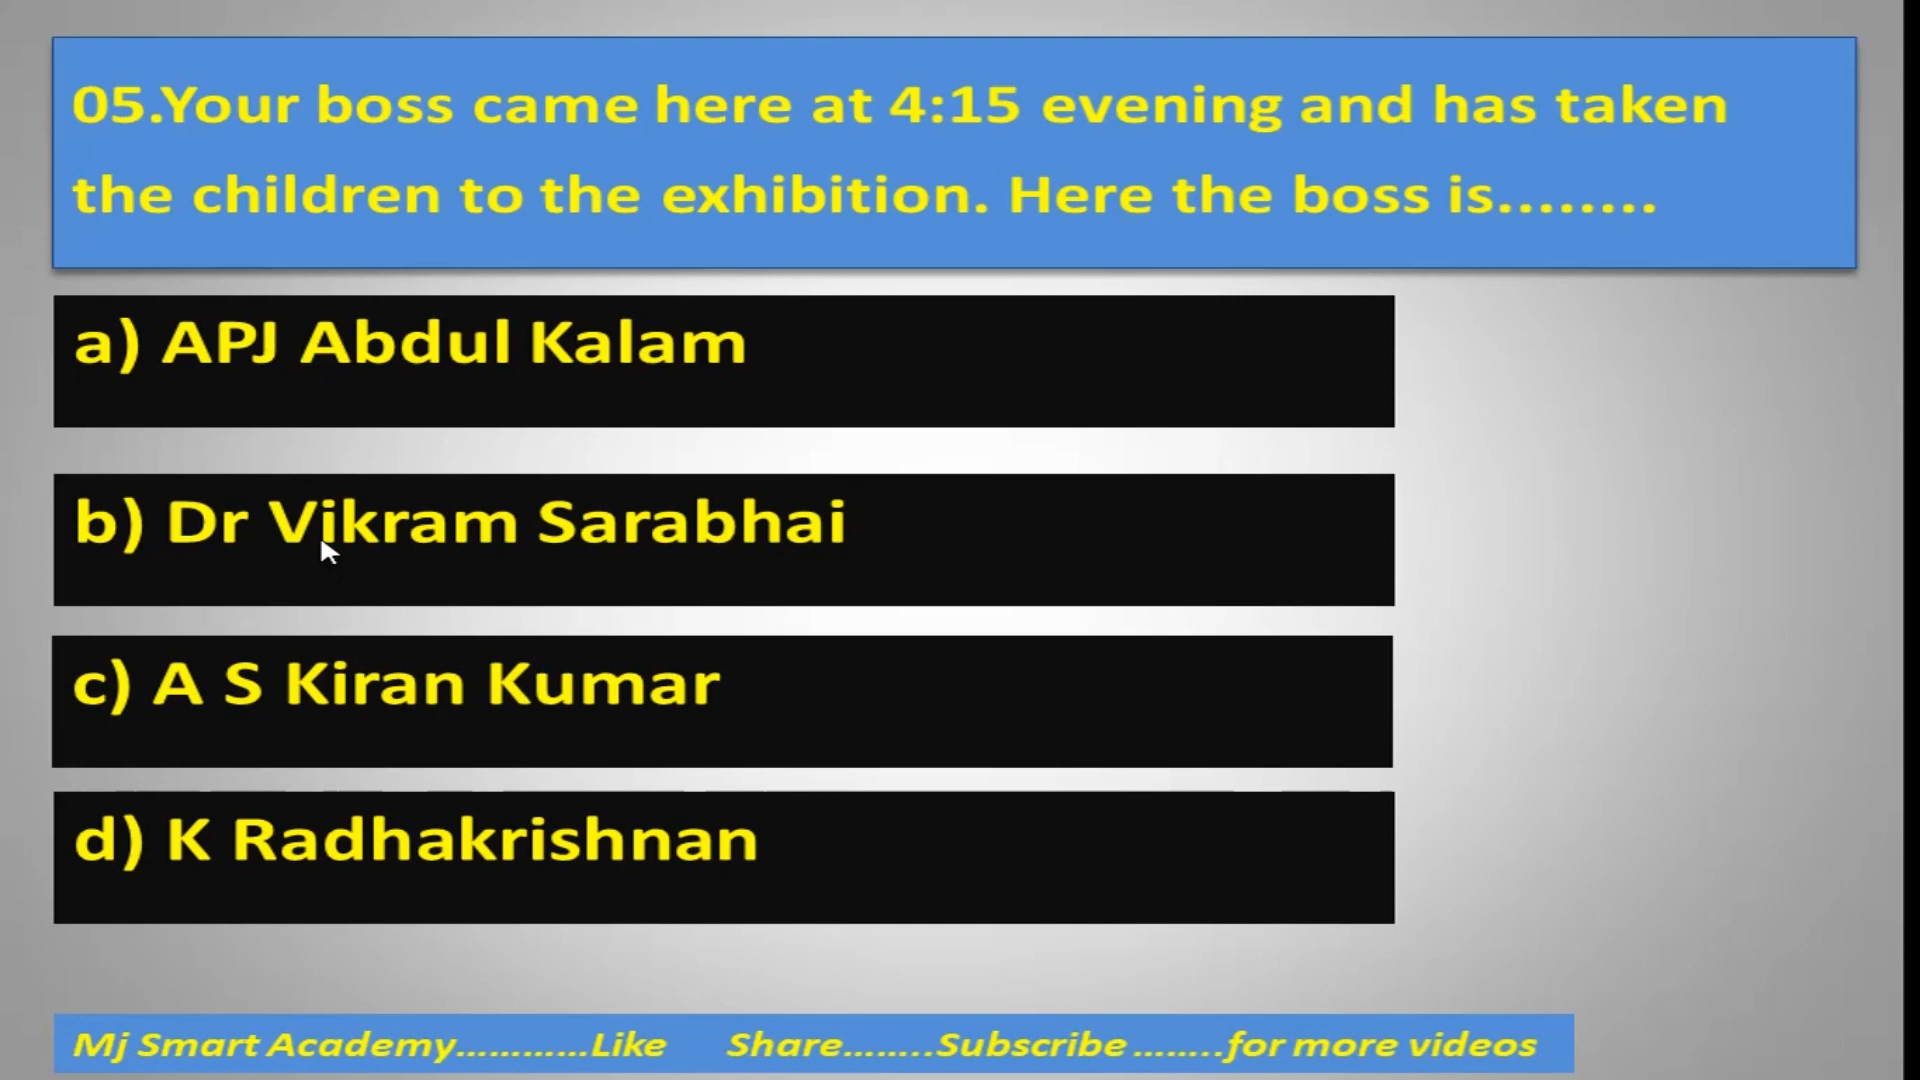 05.Your boss came here at 4:15 evening and has taken
the children to the exhibition. Here the boss is........
a) APJ Abdul Kalam
b) Dr Vikram Sarabhai
c) A S Kiran Kumar
d) K Radhakrishnan
Mj Smart Academy............Like Share........Subscribe ........for more videos